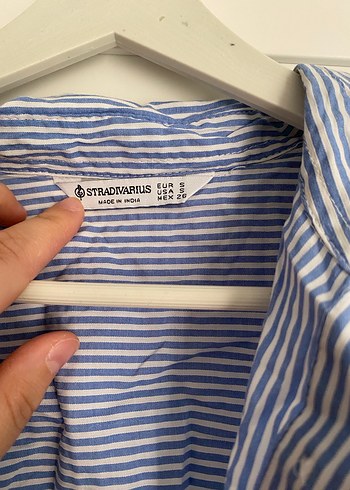 STRADIVARIUS
MADE IN INDIA
EUR S
USA S
MEX 26